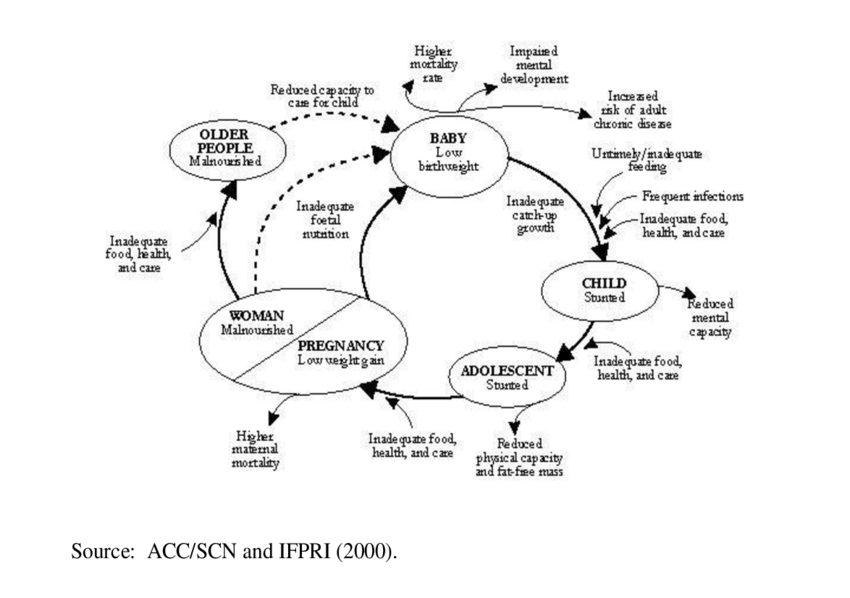 Higher
mortality
rate
Impaired
mental
development
Reduced capacity to
care for child
Increased
risk of adult
chronic disease
OLDER
PEOPLE
Malnourished
BABY
Low
birthweight
Untimely/inadequate
feeding
Frequent infections
Inadequate
catch-up
growth
Inadequate food,
health, and care
Inadequate
foetal
nutrition
Inadequate
food, health,
and care
CHILD
Stunted
Reduced
mental
capacity
WOMAN
Malnourished
PREGNANCY
Low weight gain
Inadequate food,
health, and care
ADOLESCENT
Stunted
Higher
maternal
mortality
Inadequate food,
health, and care
Reduced
physical capacity
and fat-free mass
Source: ACC/SCN and IFPRI (2000).